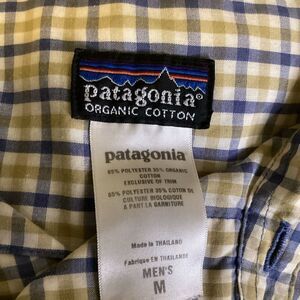 patagonia®
ORGANIC COTTON
patagonia
65% POLYESTER 35% ORGANIC
COTTON
EXCLUSIVE OF TRIM
65% POLYESTER 35% COTON DE
CULTURE BIOLOGIQUE
A PART LA GARNITURE
Made in THAILAND
Fabriqué EN THAILANDE
MEN'S
M